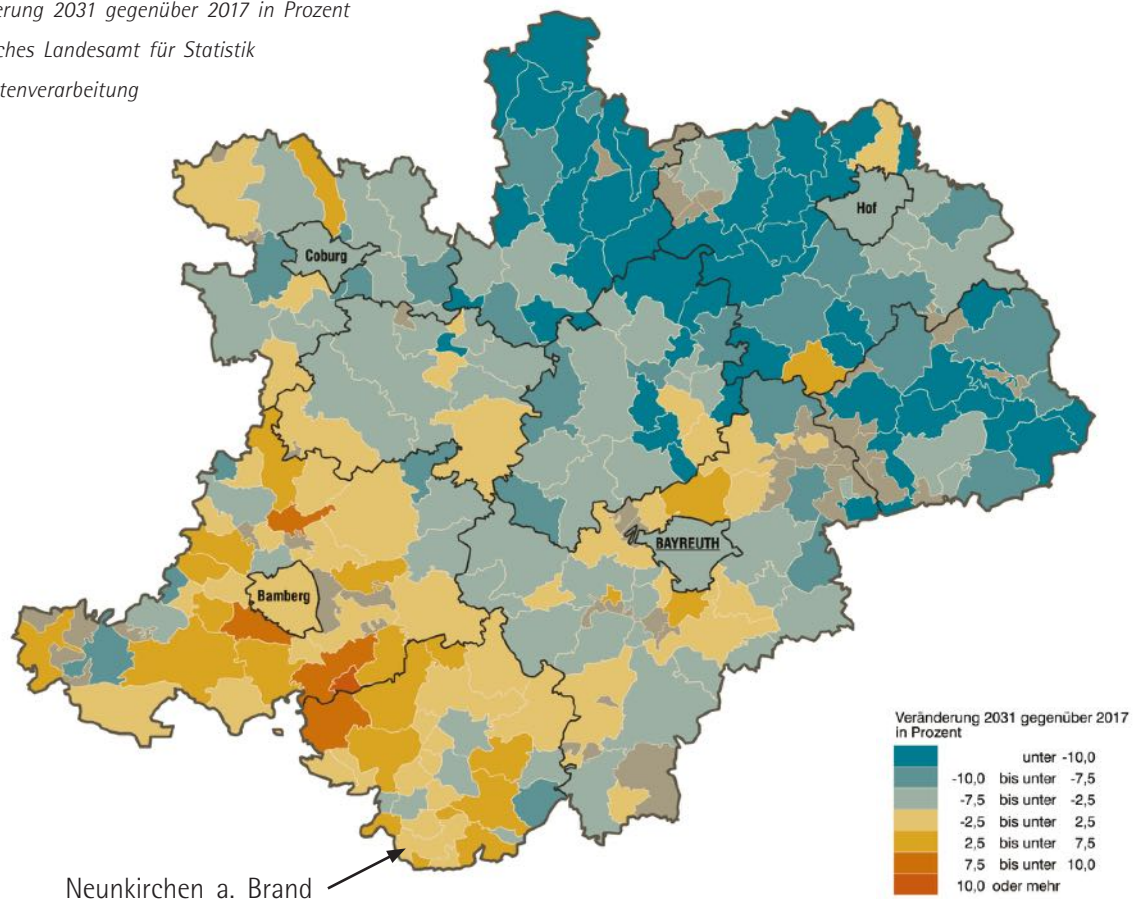 erung 2031 gegenüber 2017 in Prozent
ches Landesamt für Statistik
tenverarbeitung
Hof
Coburg
BAYREUTH
Bamberg
Neunkirchen a. Brand
Veränderung 2031 gegenüber 2017
in Prozent
unter -10,0
-10,0 bis unter -7,5
-7,5 bis unter -2,5
-2,5 bis unter 2,5
2,5 bis unter 7,5
7,5 bis unter 10,0
10,0 oder mehr